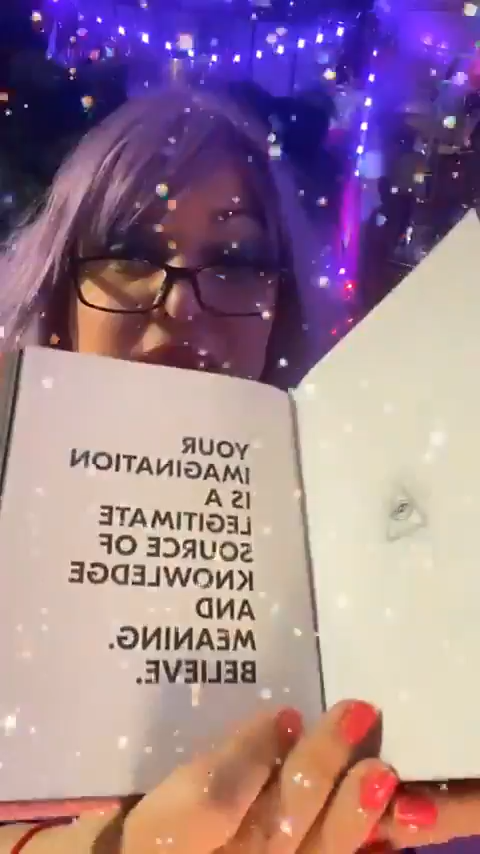 YOUR
IMAGINATION
IS A
LEGITIMATE
SOURCE OF
KNOWLEDGE
AND
MEANING.
BELIEVE.